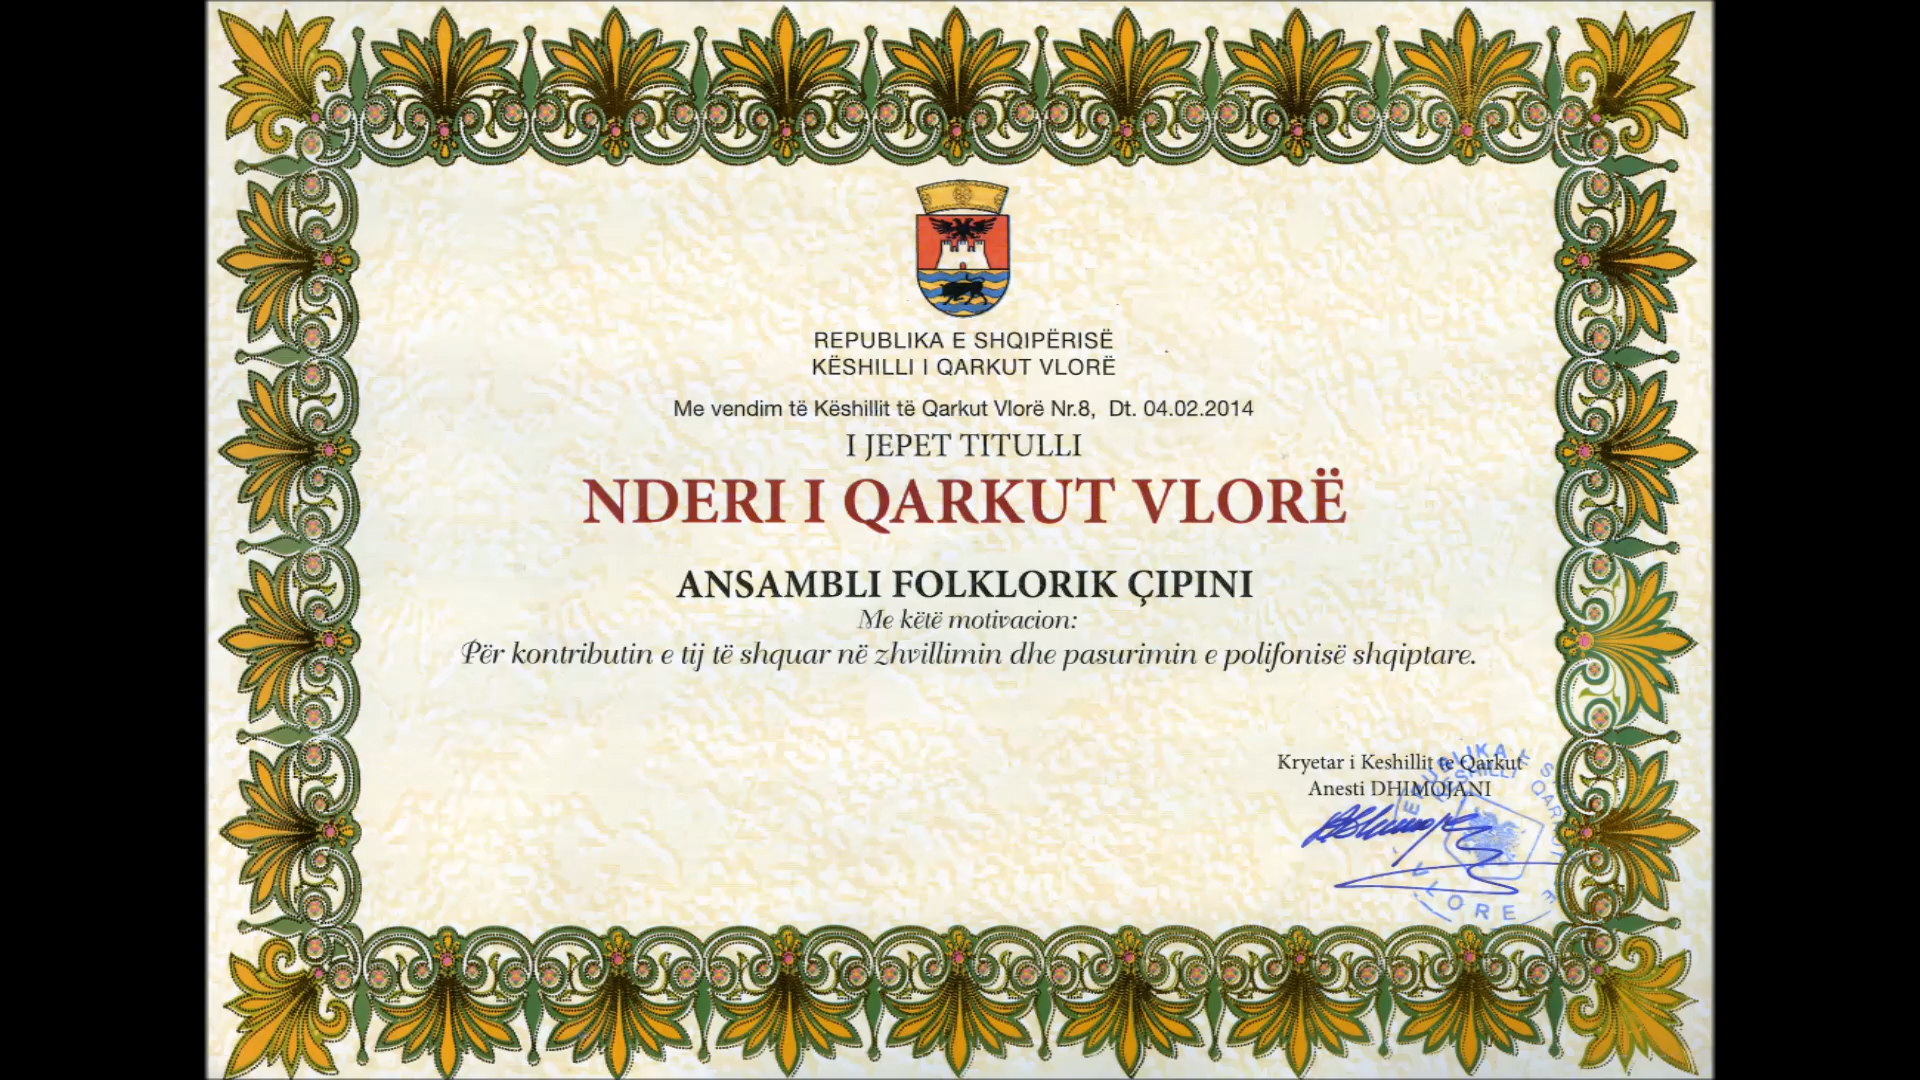 REPUBLIKA E SHQIPËRISË
KËSHILLI I QARKUT VLORË
Me vendim të Këshillit të Qarkut Vlorë Nr.8, Dt. 04.02.2014
I JEPET TITULLI
NDERI I QARKUT VLORË
ANSAMBLI FOLKLORIK ÇIPINI
Me këtë motivacion:
Për kontributin e tij të shquar në zhvillimin dhe pasurimin e polifonisë shqiptare.
Kryetar i Keshillit te Qarkut
Anesti DHIMOJANI
VLORE